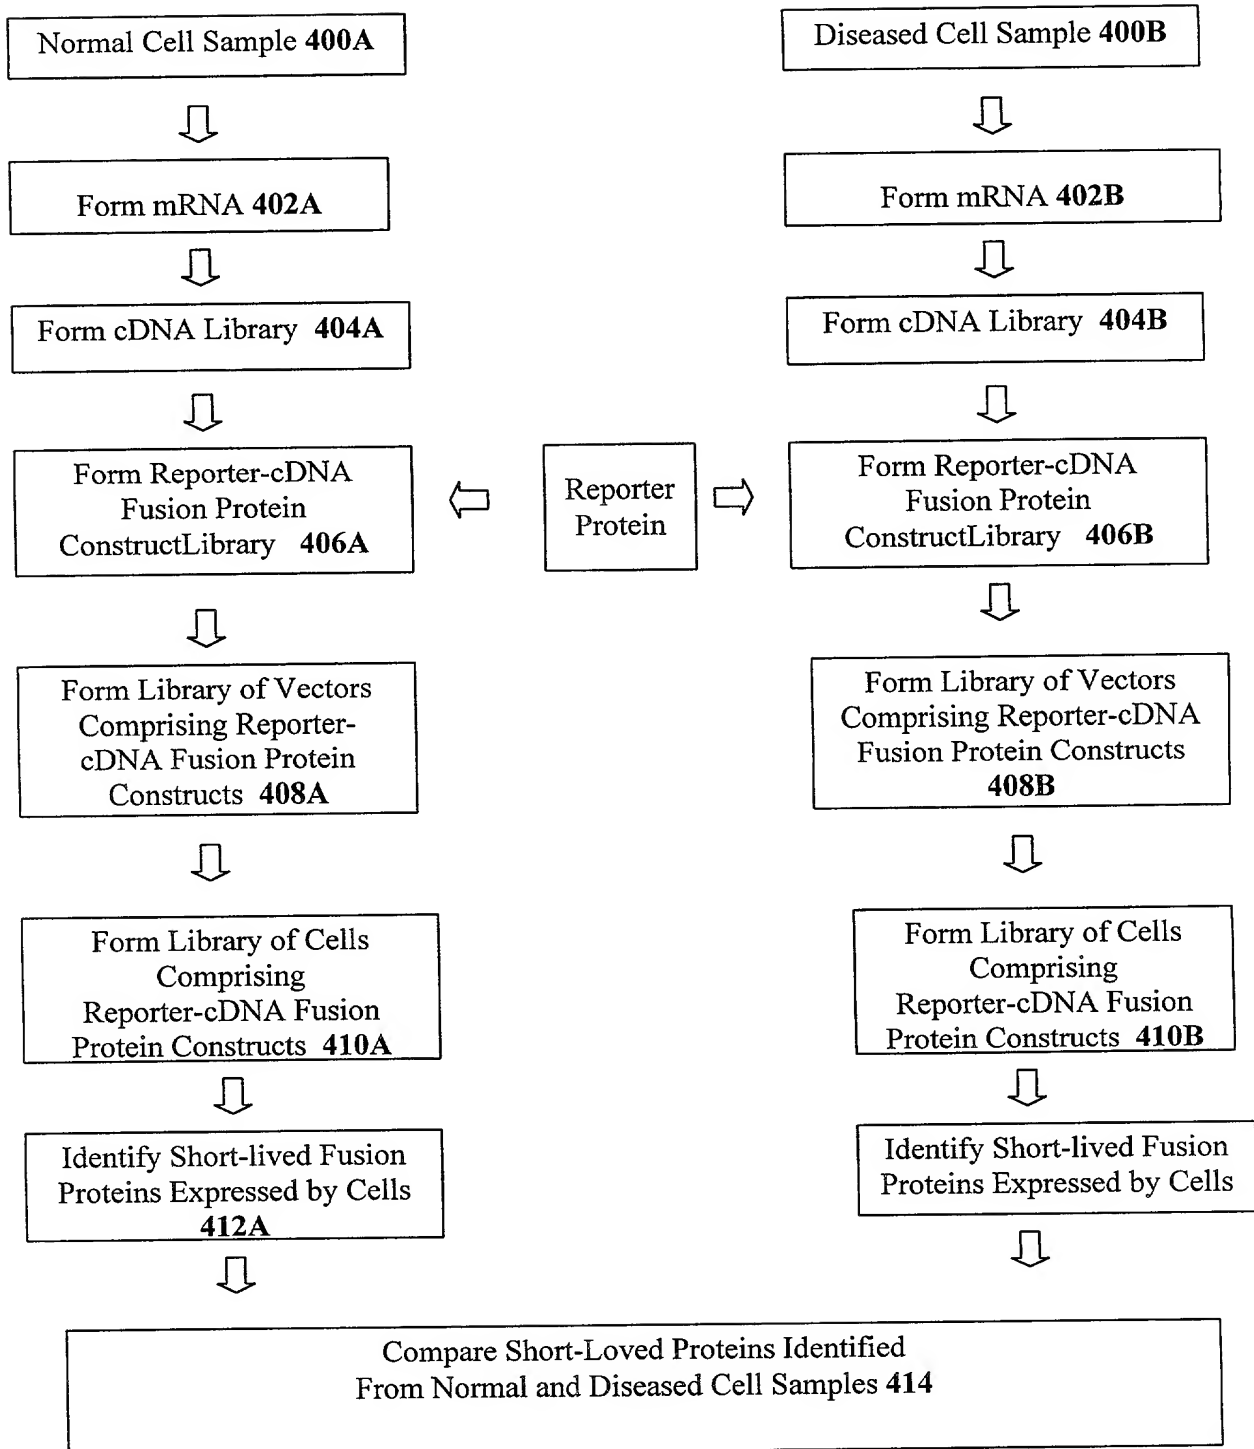 Normal Cell Sample 400A
Diseased Cell Sample 400B
Form mRNA 402A
Form mRNA 402B
Form cDNA Library 404A
Form cDNA Library 404B
Form Reporter-cDNA
Fusion Protein
ConstructLibrary 406A
Reporter
Protein
Form Reporter-cDNA
Fusion Protein
ConstructLibrary 406B
Form Library of Vectors
Comprising Reporter-
cDNA Fusion Protein
Constructs 408A
Form Library of Vectors
Comprising Reporter-cDNA
Fusion Protein Constructs
408B
Form Library of Cells
Comprising
Reporter-cDNA Fusion
Protein Constructs 410A
Form Library of Cells
Comprising
Reporter-cDNA Fusion
Protein Constructs 410B
Identify Short-lived Fusion
Proteins Expressed by Cells
412A
Identify Short-lived Fusion
Proteins Expressed by Cells
Compare Short-Loved Proteins Identified
From Normal and Diseased Cell Samples 414